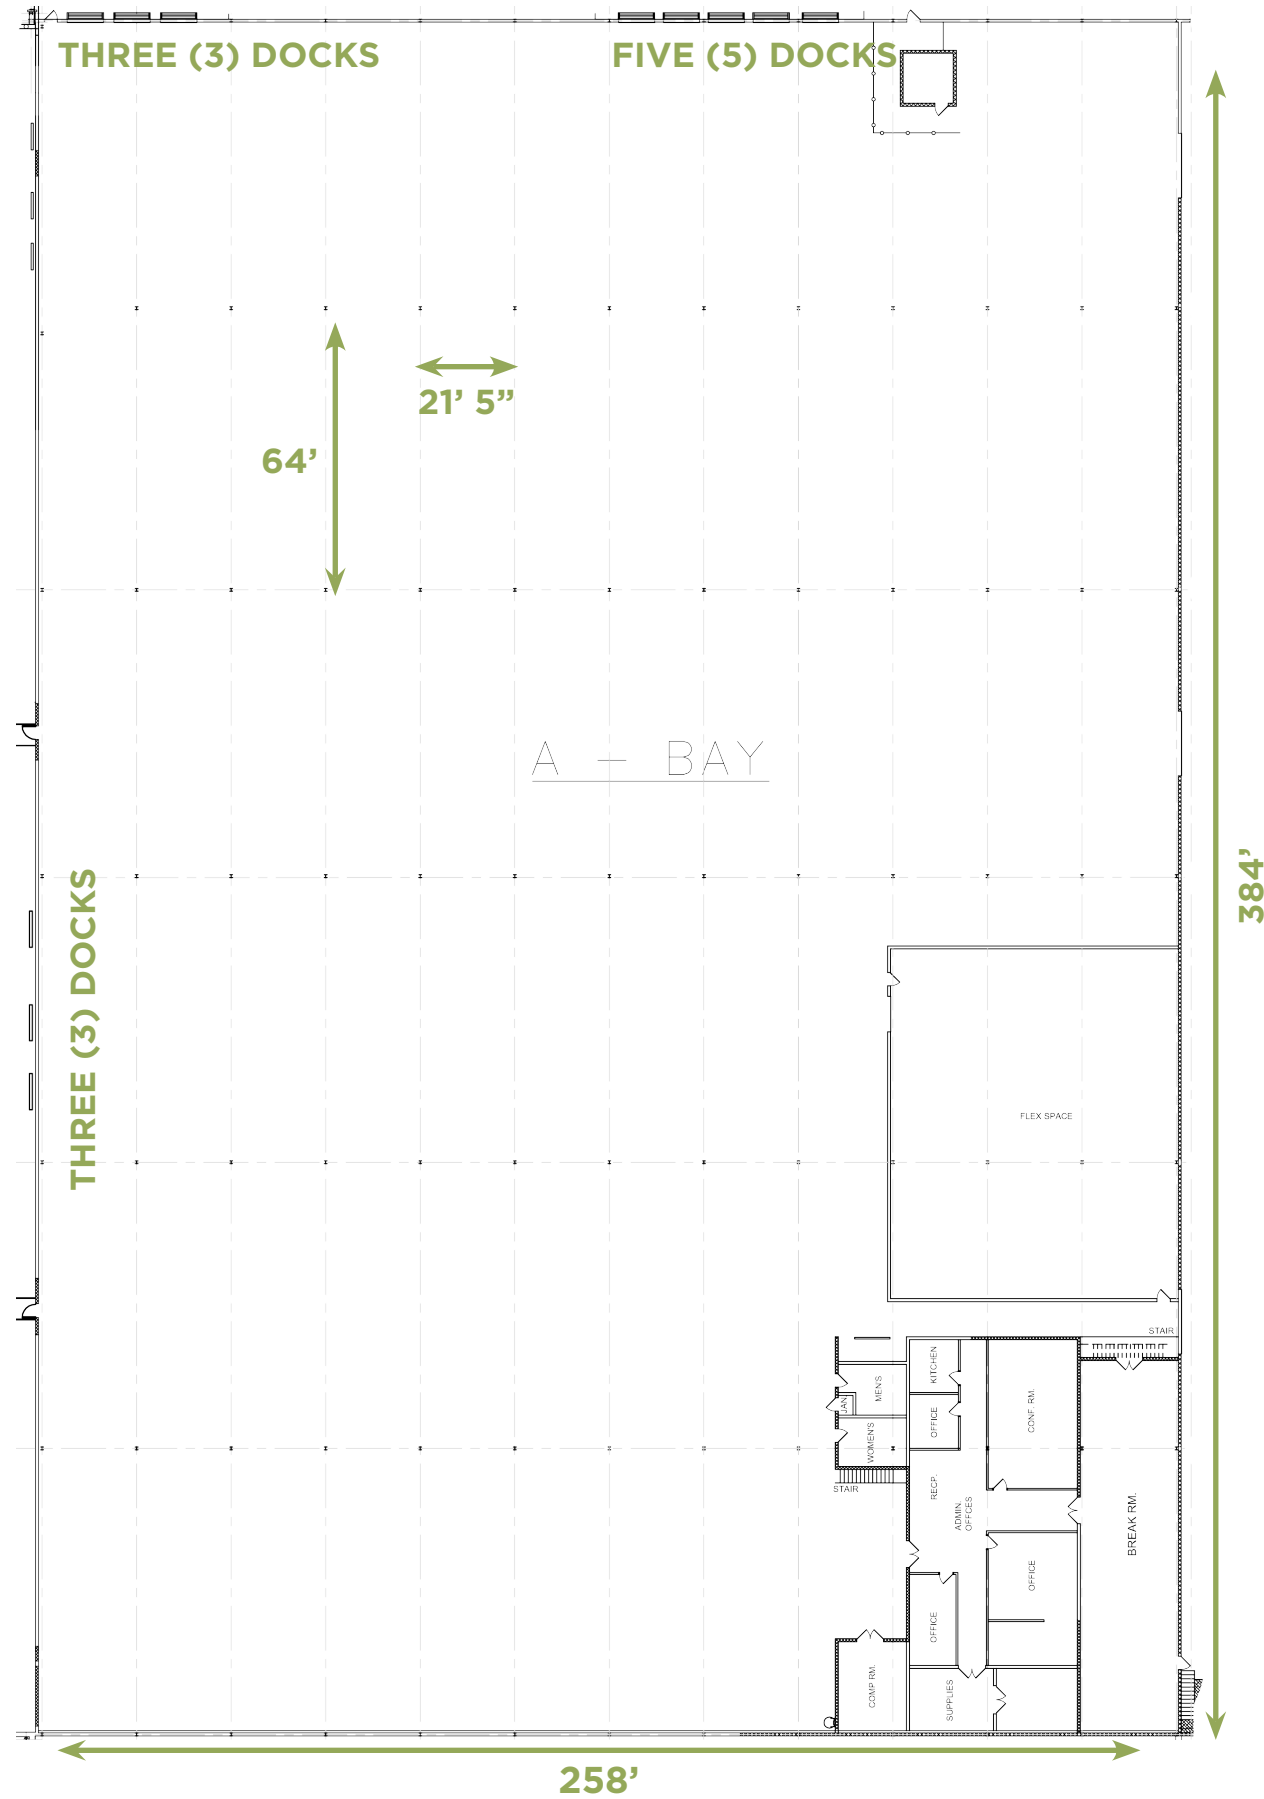 THREE (3) DOCKS
FIVE (5) DOCKS
21’ 5”
64’
A – BAY
384’
THREE (3) DOCKS
FLEX SPACE
STAIR
KITCHEN
MEN'S
JAN.
CONF. RM.
OFFICE
WOMEN'S
STAIR
RECP.
ADMIN.
OFFCES
BREAK RM.
OFFICE
OFFICE
COMP RM.
SUPPLIES
258’